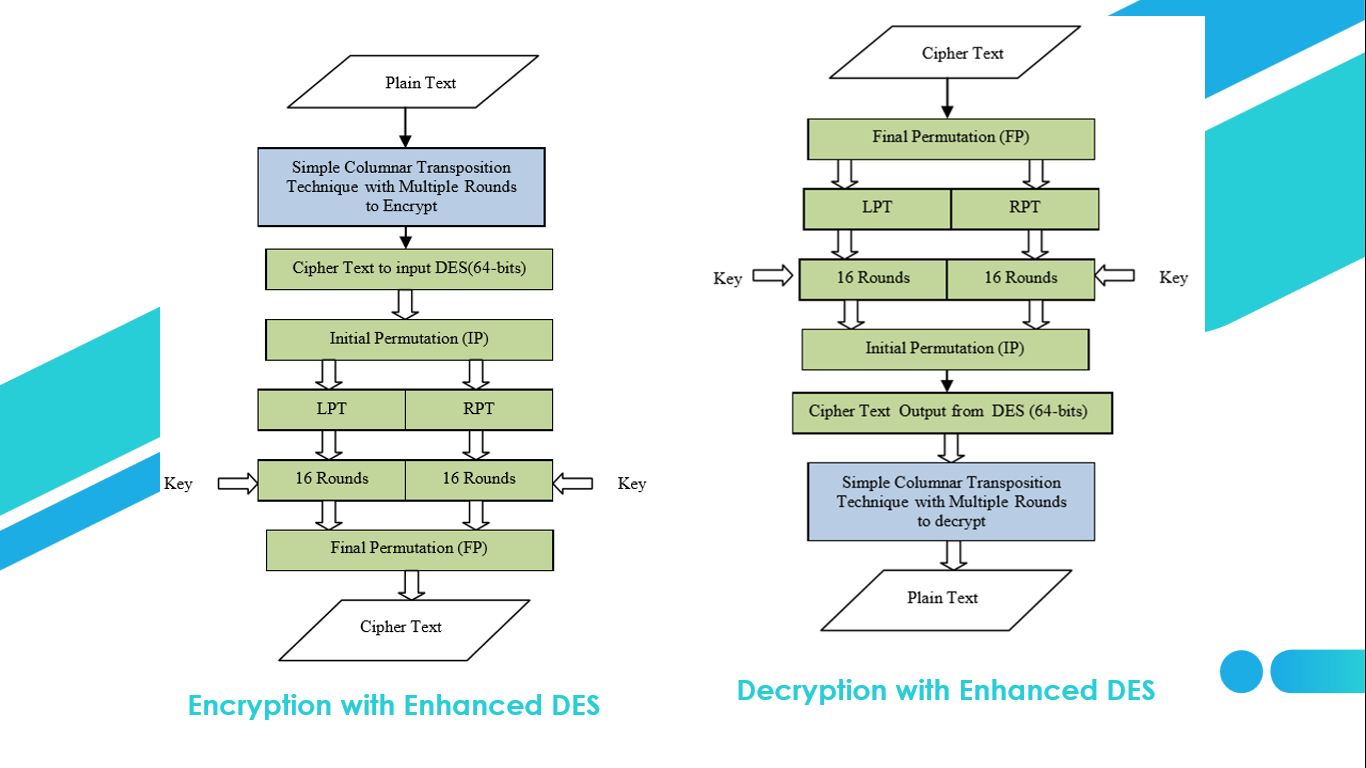 Plain Text
Simple Columnar Transposition
Technique with Multiple Rounds
to Encrypt
Cipher Text to input DES(64-bits)
Initial Permutation (IP)
LPT
RPT
Key
16 Rounds
16 Rounds
Key
Final Permutation (FP)
Cipher Text
Encryption with Enhanced DES
Cipher Text
Final Permutation (FP)
LPT
RPT
Key
16 Rounds
16 Rounds
Key
Initial Permutation (IP)
Cipher Text Output from DES (64-bits)
Simple Columnar Transposition
Technique with Multiple Rounds
to decrypt
Plain Text
Decryption with Enhanced DES